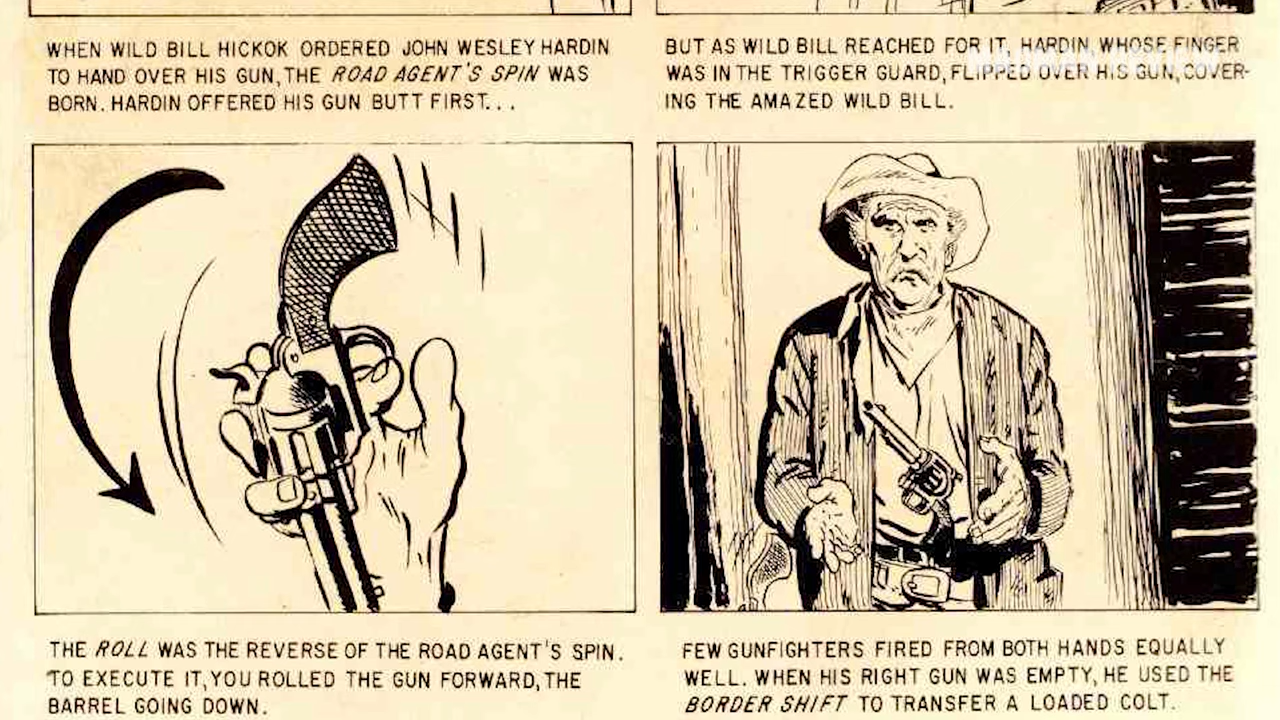 WHEN WILD BILL HICKOK ORDERED JOHN WESLEY HARDIN
TO HAND OVER HIS GUN, THE ROAD AGENT'S SPIN WAS
BORN. HARDIN OFFERED HIS GUN BUTT FIRST...
BUT AS WILD BILL REACHED FOR IT, HARDIN, WHOSE FINGER
WAS IN THE TRIGGER GUARD, FLIPPED OVER HIS GUN, COVER-
ING THE AMAZED WILD BILL.
THE ROLL WAS THE REVERSE OF THE ROAD AGENT'S SPIN.
TO EXECUTE IT, YOU ROLLED THE GUN FORWARD, THE
BARREL GOING DOWN.
FEW GUNFIGHTERS FIRED FROM BOTH HANDS EQUALLY
WELL. WHEN HIS RIGHT GUN WAS EMPTY, HE USED THE
BORDER SHIFT TO TRANSFER A LOADED COLT.